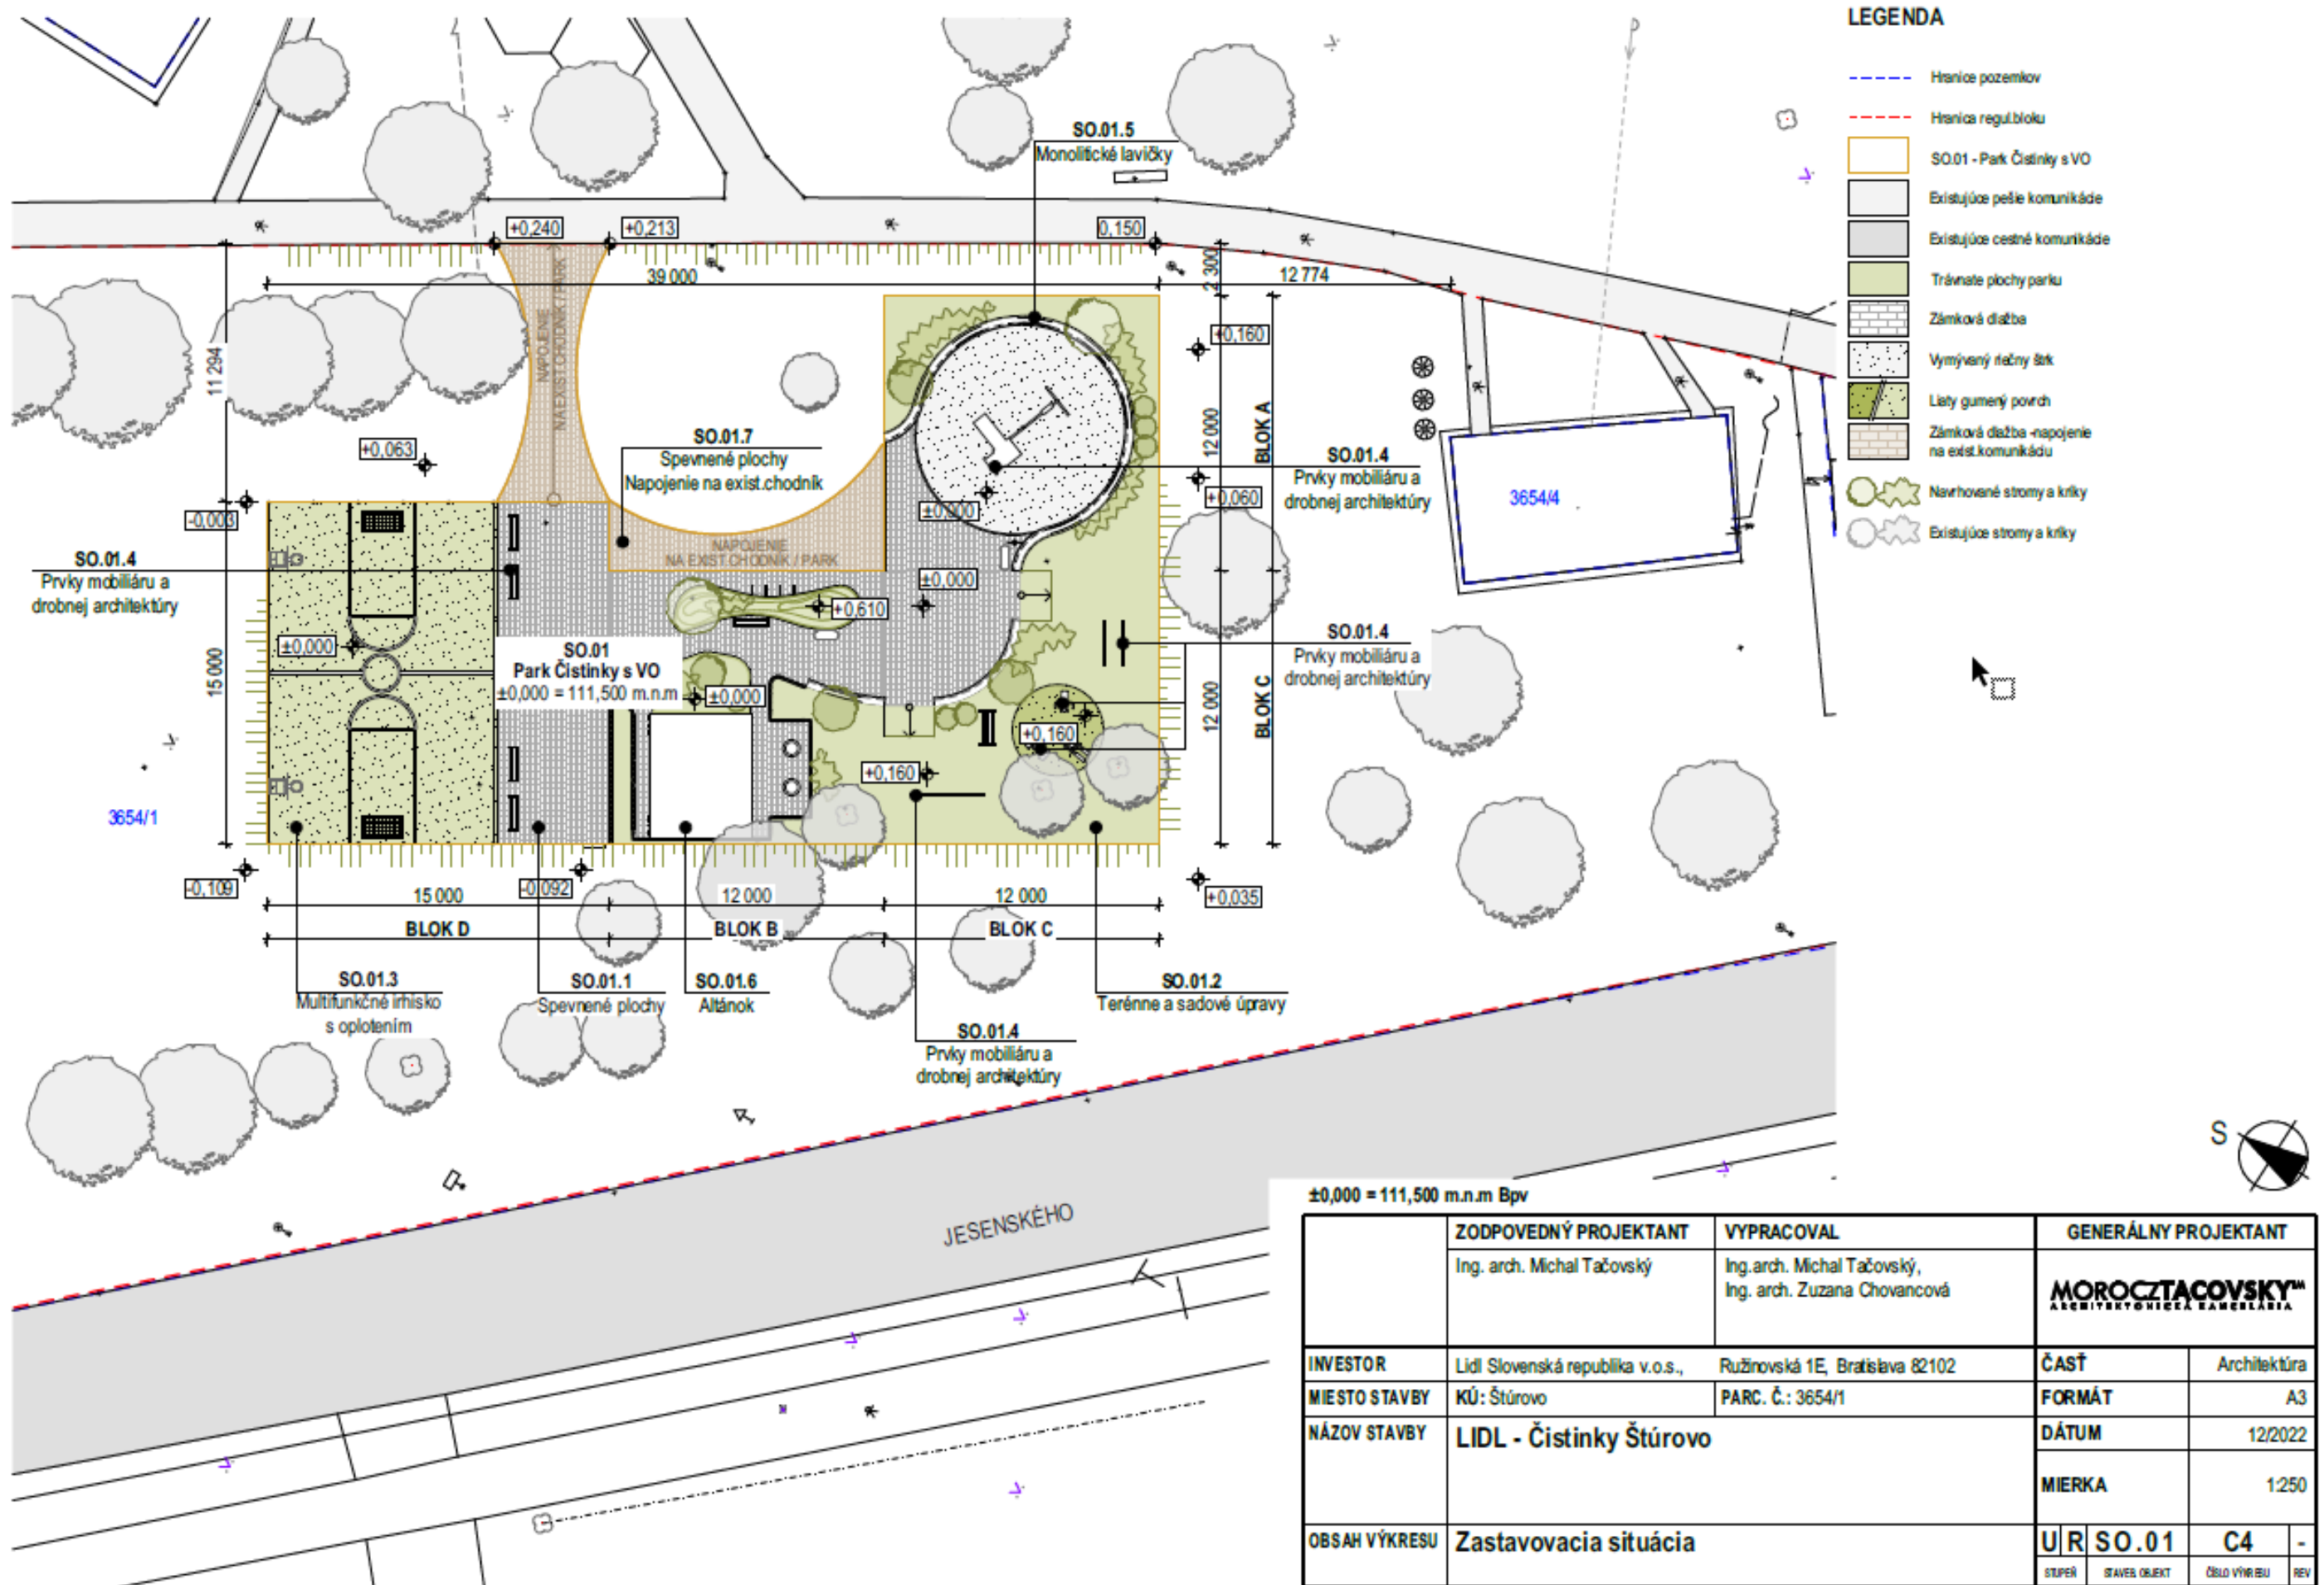 LEGENDA
Hranice pozemkov
Hranica regul.bloku
SO.01 - Park Čistinky s VO
Existujúce pešie komunikácie
Existujúce cestné komunikácie
Trávnate plochy parku
Zámková dlažba
Vymývaný riečny štrk
Liaty gumený povrch
Zámková dlažba -napojenie
na exist.komunikáciu
Navrhované stromy a kríky
Existujúce stromy a kríky
SO.01.5
Monolitické lavičky
+0,240
+0,213
0,150
39 000
2 300
12 774
NAPOJENIE
NA EXIST.CHODNÍK / PARK
11 294
+0,160
+0,063
SO.01.7
Spevnené plochy
Napojenie na exist.chodník
12 000
BLOK A
SO.01.4
Prvky mobiliáru a
drobnej architektúry
+0,060
3654/4
-0,003
±0,000
NAPOJENIE
NA EXIST.CHODNÍK / PARK
SO.01.4
Prvky mobiliáru a
drobnej architektúry
±0,000
+0,610
±0,000
SO.01
Park Čistinky s VO
±0,000 = 111,500 m.n.m
±0,000
SO.01.4
Prvky mobiliáru a
drobnej architektúry
15 000
12 000
BLOK C
+0,160
+0,160
3654/1
-0,109
-0,092
+0,035
15 000
12 000
12 000
BLOK D
BLOK B
BLOK C
SO.01.3
Multifunkčné ihrisko
s oplotením
SO.01.1
Spevnené plochy
SO.01.6
Altánok
SO.01.2
Terénne a sadové úpravy
SO.01.4
Prvky mobiliáru a
drobnej architektúry
JESENSKÉHO
S
±0,000 = 111,500 m.n.m Bpv
ZODPOVEDNÝ PROJEKTANT
VYPRACOVAL
GENERÁLNY PROJEKTANT
Ing. arch. Michal Tačovský
Ing.arch. Michal Tačovský,
Ing. arch. Zuzana Chovancová
MOROCZTACOVSKY™
ARCHITEKTONICKÁ KANCELÁRIA
INVESTOR
Lidl Slovenská republika v.o.s., Ružinovská 1E, Bratislava 82102
ČASŤ
Architektúra
MIESTO STAVBY
KÚ: Štúrovo
PARC. Č.: 3654/1
FORMÁT
A3
NÁZOV STAVBY
LIDL - Čistinky Štúrovo
DÁTUM
12/2022
MIERKA
1:250
OBSAH VÝKRESU
Zastavovacia situácia
U R SO.01 C4 -
STUPEŇ STAVEB. OBJEKT ČÍSLO VÝKRESU REV